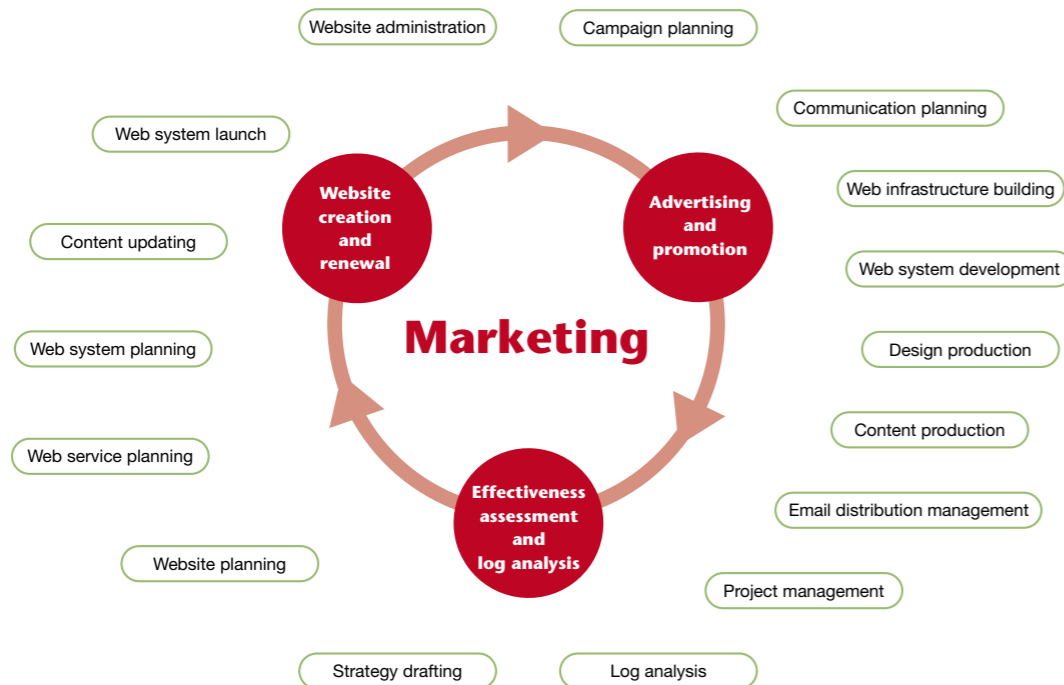 Website administration
Campaign planning
Communication planning
Web system launch
Web infrastructure building
Website
creation
and
renewal
Advertising
and
promotion
Content updating
Web system development
Marketing
Web system planning
Design production
Content production
Web service planning
Effectiveness
assessment
and
log analysis
Email distribution management
Website planning
Project management
Strategy drafting
Log analysis